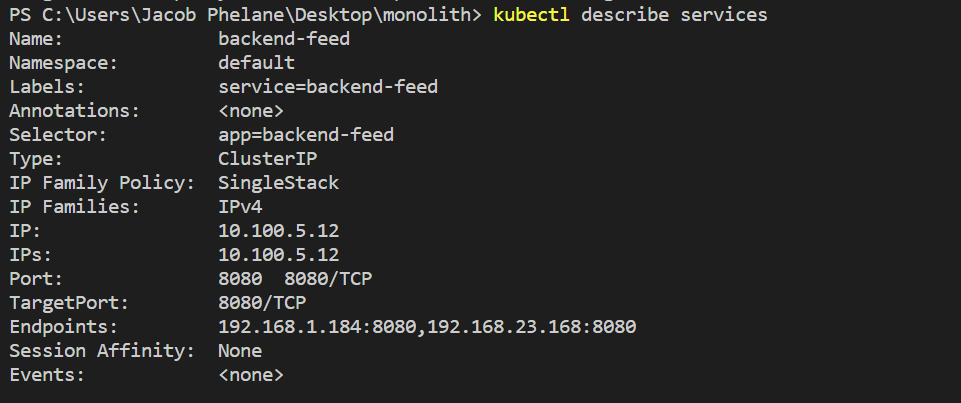 PS C:\Users\Jacob Phelane\Desktop\monolith> kubectl describe services
Name:              backend-feed
Namespace:         default
Labels:            service=backend-feed
Annotations:       <none>
Selector:          app=backend-feed
Type:              ClusterIP
IP Family Policy:  SingleStack
IP Families:       IPv4
IP:                10.100.5.12
IPs:               10.100.5.12
Port:              8080  8080/TCP
TargetPort:        8080/TCP
Endpoints:         192.168.1.184:8080,192.168.23.168:8080
Session Affinity:  None
Events:            <none>